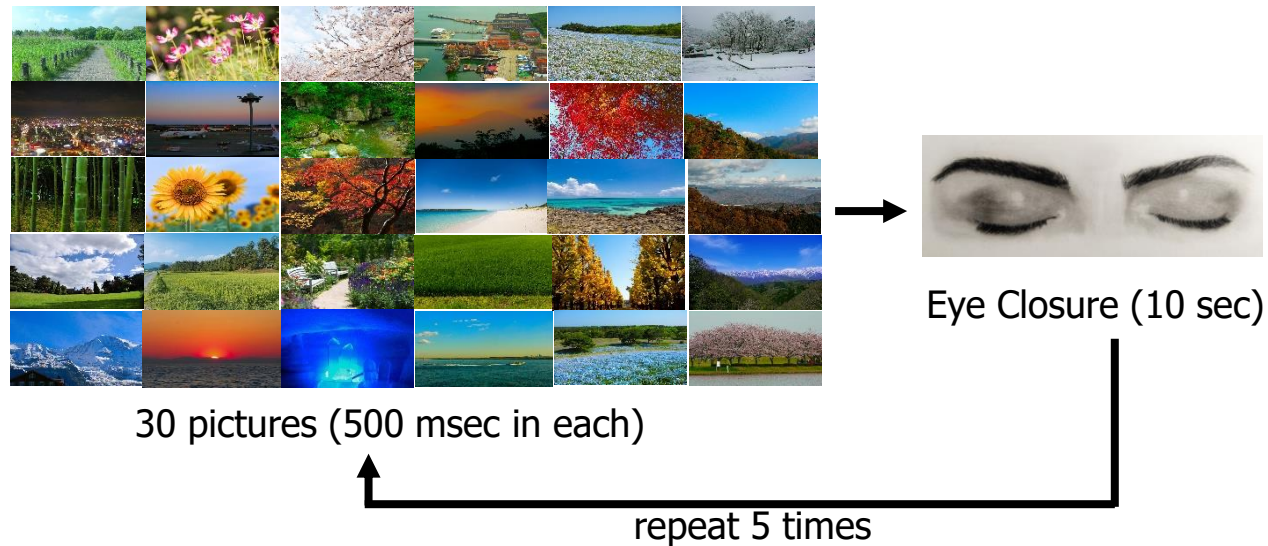 30 pictures (500 msec in each)
Eye Closure (10 sec)
repeat 5 times